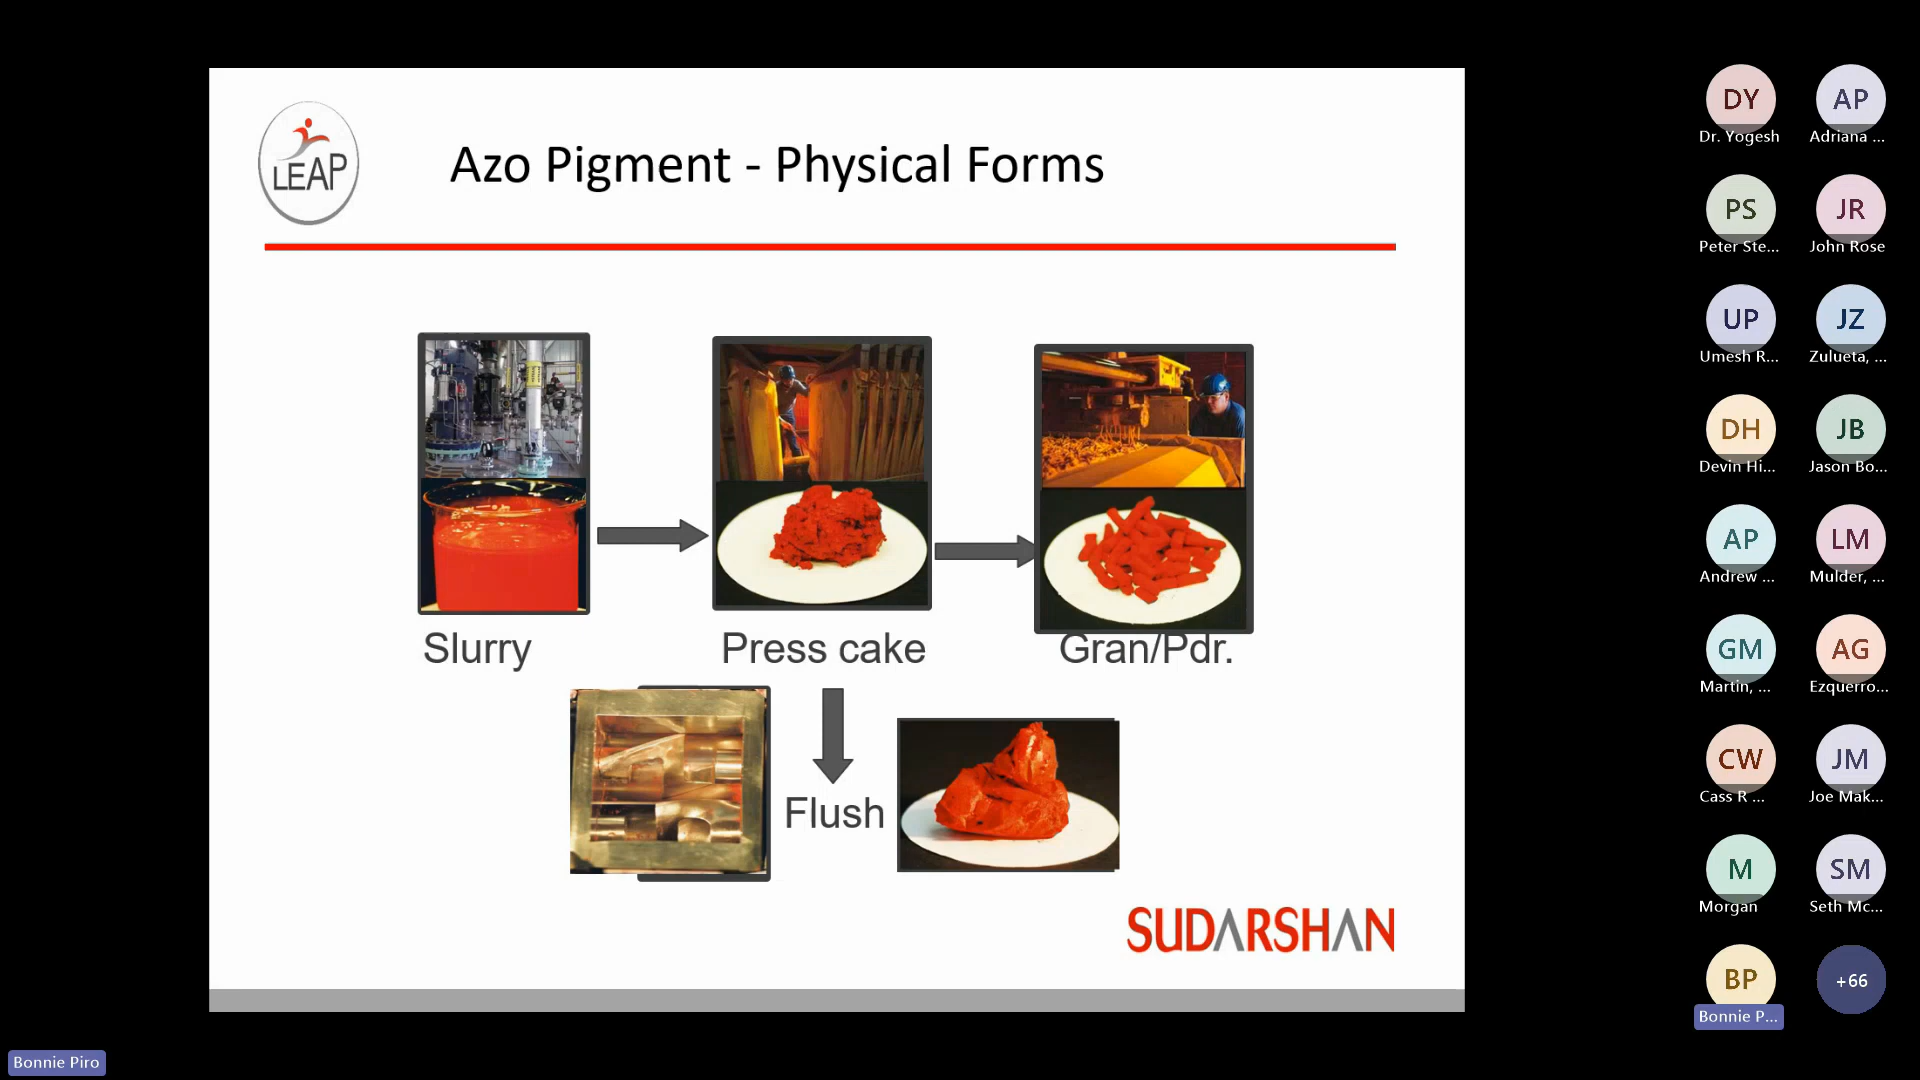 LEAP
Azo Pigment - Physical Forms
Slurry
Press cake
Gran/Pdr.
Flush
SUDARSHAN
DY
Dr. Yogesh
AP
Adriana ...
PS
Peter Ste...
JR
John Rose
UP
Umesh R...
JZ
Zulueta, ...
DH
Devin Hi...
JB
Jason Bo...
AP
Andrew ...
LM
Mulder, ...
GM
Martin, ...
AG
Ezquerro...
CW
Cass R ...
JM
Joe Mak...
M
Morgan
SM
Seth Mc...
BP
Bonnie P...
+66
Bonnie Piro